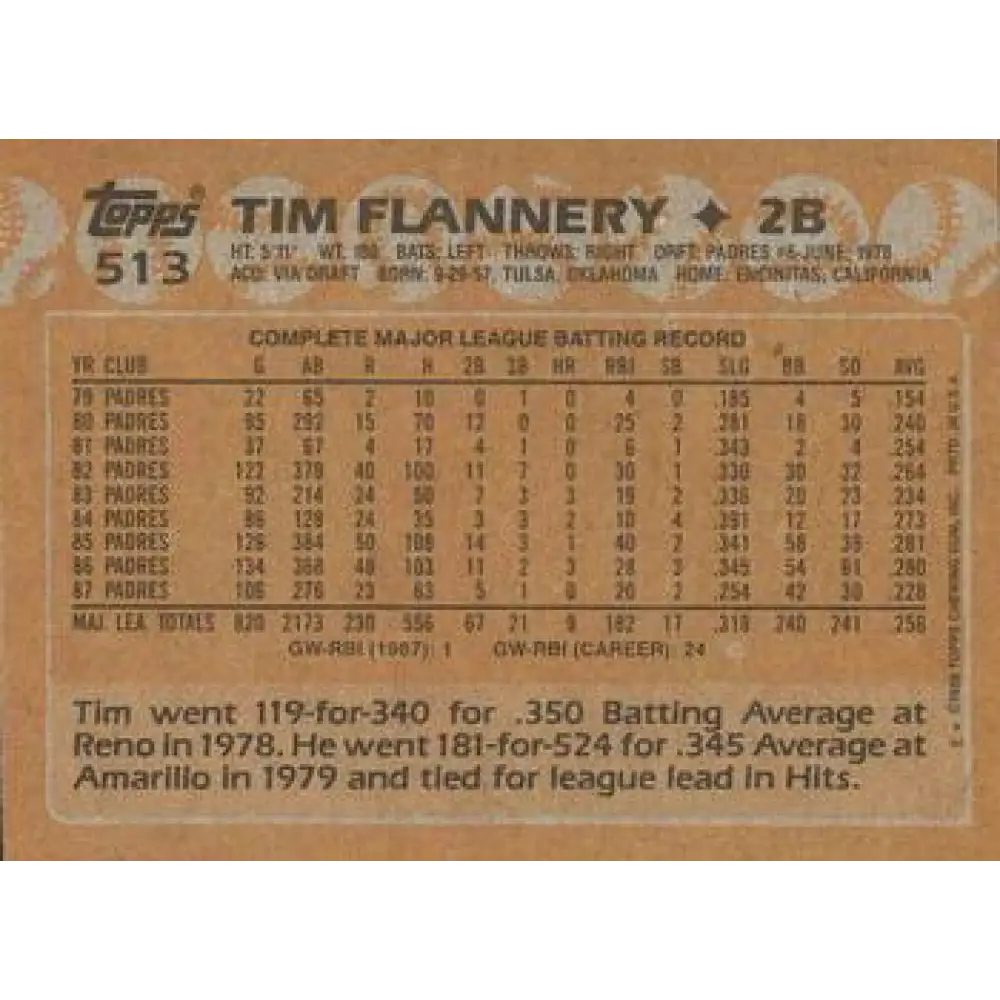 Topps® TIM FLANNERY ✦ 2B
513 HT: 5'11" WT: 180 BATS: LEFT THROWS: RIGHT DRFT: PADRES #6-JUNE, 1978
ACQ: VIA DRAFT BORN: 9-29-57, TULSA, OKLAHOMA HOME: ENCINITAS, CALIFORNIA
COMPLETE MAJOR LEAGUE BATTING RECORD
YR CLUB G AB R H 2B 3B HR RBI SB SLG BB SO AVG
79 PADRES 22 65 2 10 0 1 0 4 0 .185 4 5 .154
80 PADRES 95 292 15 70 12 0 0 25 2 .281 18 30 .240
81 PADRES 37 67 4 17 4 1 0 6 1 .343 2 4 .254
82 PADRES 122 379 40 100 11 7 0 30 1 .330 30 32 .264
83 PADRES 92 214 24 50 7 3 3 19 2 .336 20 23 .234
84 PADRES 86 128 24 35 3 3 2 10 4 .391 12 17 .273
85 PADRES 126 384 50 108 14 3 1 40 2 .341 58 39 .281
86 PADRES 134 368 48 103 11 2 3 28 3 .345 54 61 .280
87 PADRES 106 276 23 63 5 1 0 20 2 .254 42 30 .228
MAJ. LEA. TOTALS 820 2173 230 556 67 21 9 182 17 .318 240 241 .256
GW-RBI (1987): 1 GW-RBI (CAREER): 24
Tim went 119-for-340 for .350 Batting Average at
Reno in 1978. He went 181-for-524 for .345 Average at
Amarillo in 1979 and tied for league lead in Hits.
©1988 TOPPS CHEWING GUM, INC. PRTD. IN U.S.A.